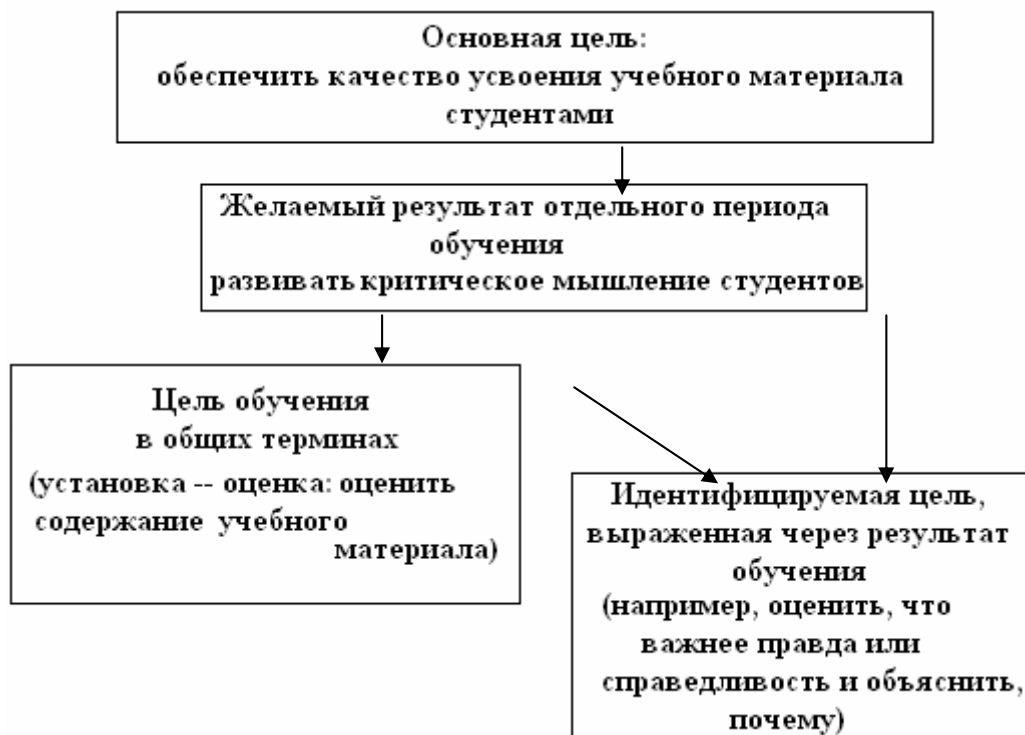 Основная цель:
обеспечить качество усвоения учебного материала
студентами
Желаемый результат отдельного периода
обучения
развивать критическое мышление студентов
Цель обучения
в общих терминах
(установка -- оценка: оценить
содержание учебного
материала)
Идентифицируемая цель,
выраженная через результат
обучения
(например, оценить, что
важнее правда или
справедливость и объяснить,
почему)